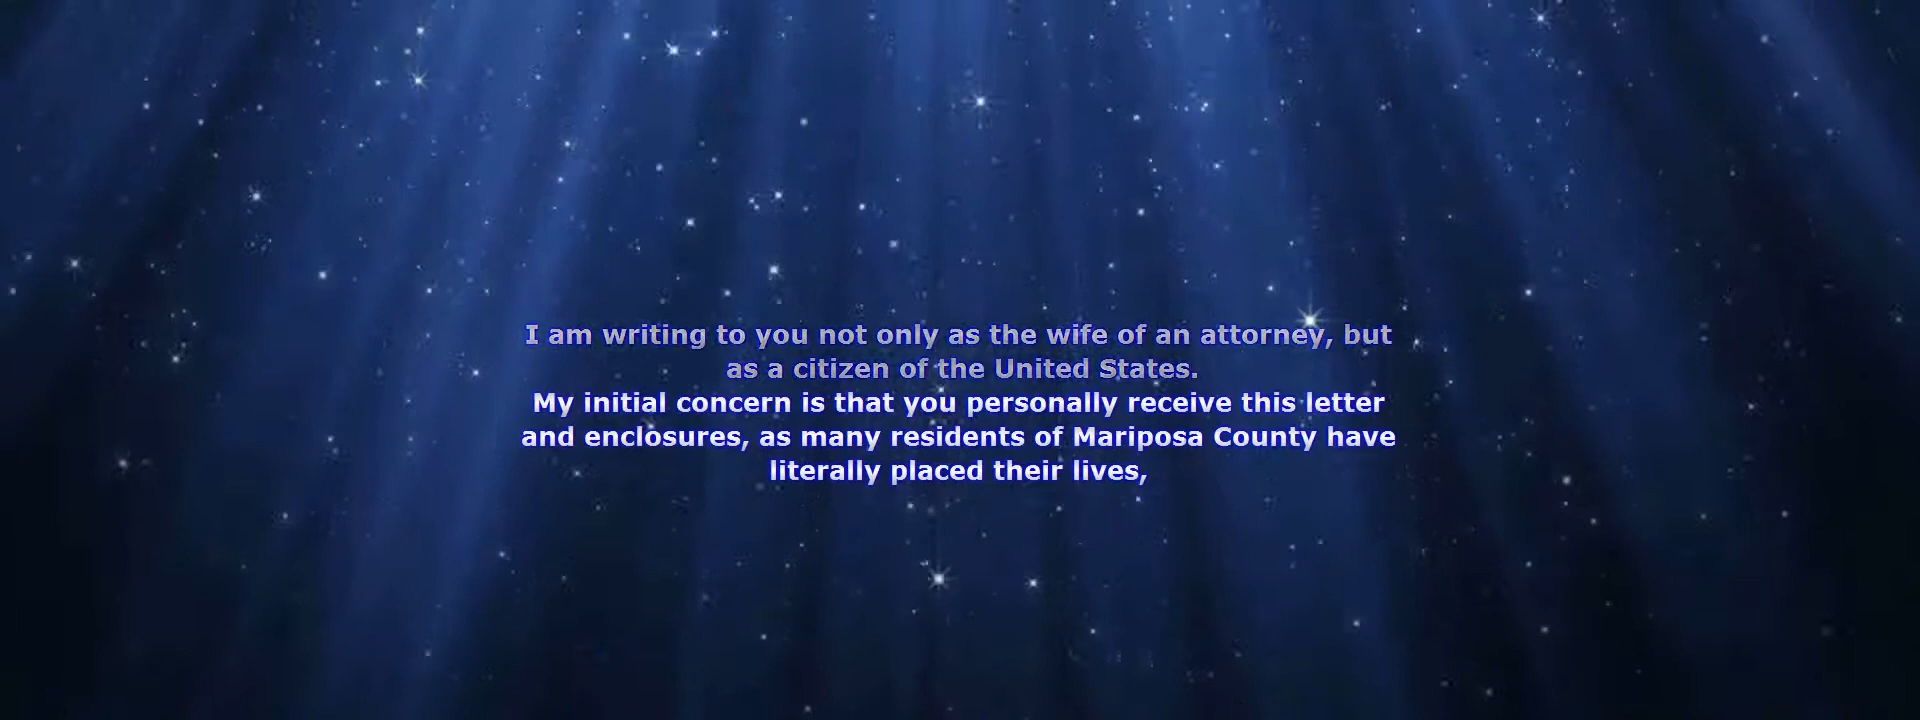 I am writing to you not only as the wife of an attorney, but
as a citizen of the United States.
My initial concern is that you personally receive this letter
and enclosures, as many residents of Mariposa County have
literally placed their lives,